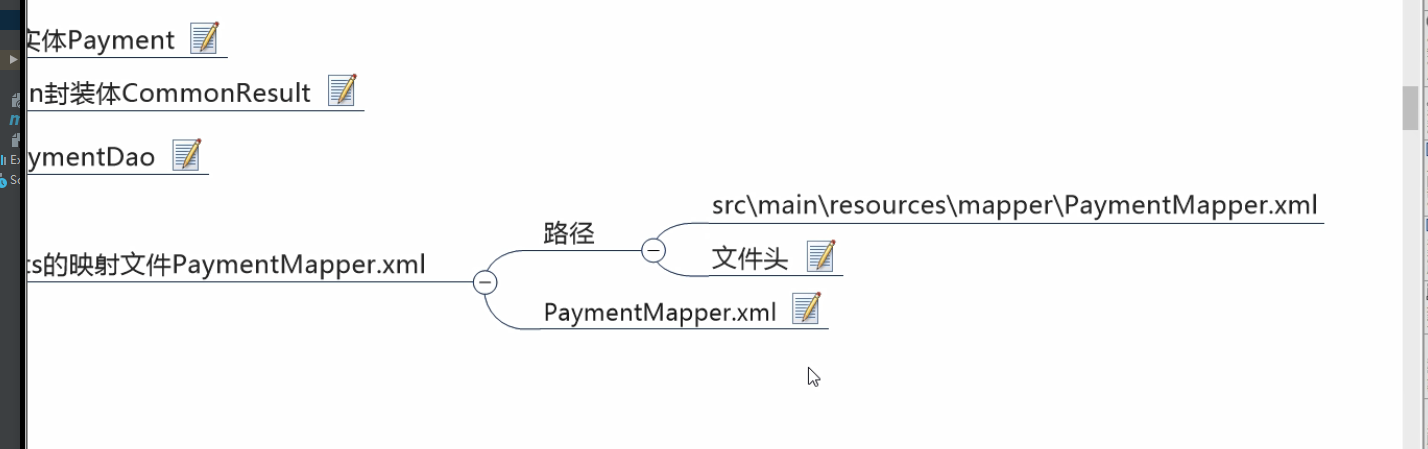 实体Payment
n封装体CommonResult
ymentDao
src\main\resources\mapper\PaymentMapper.xml
路径
文件头
ts的映射文件PaymentMapper.xml
PaymentMapper.xml